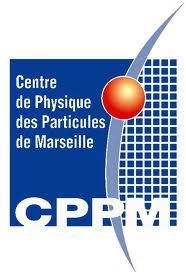 Centre
de Physique
des Particules
de Marseille
CPPM